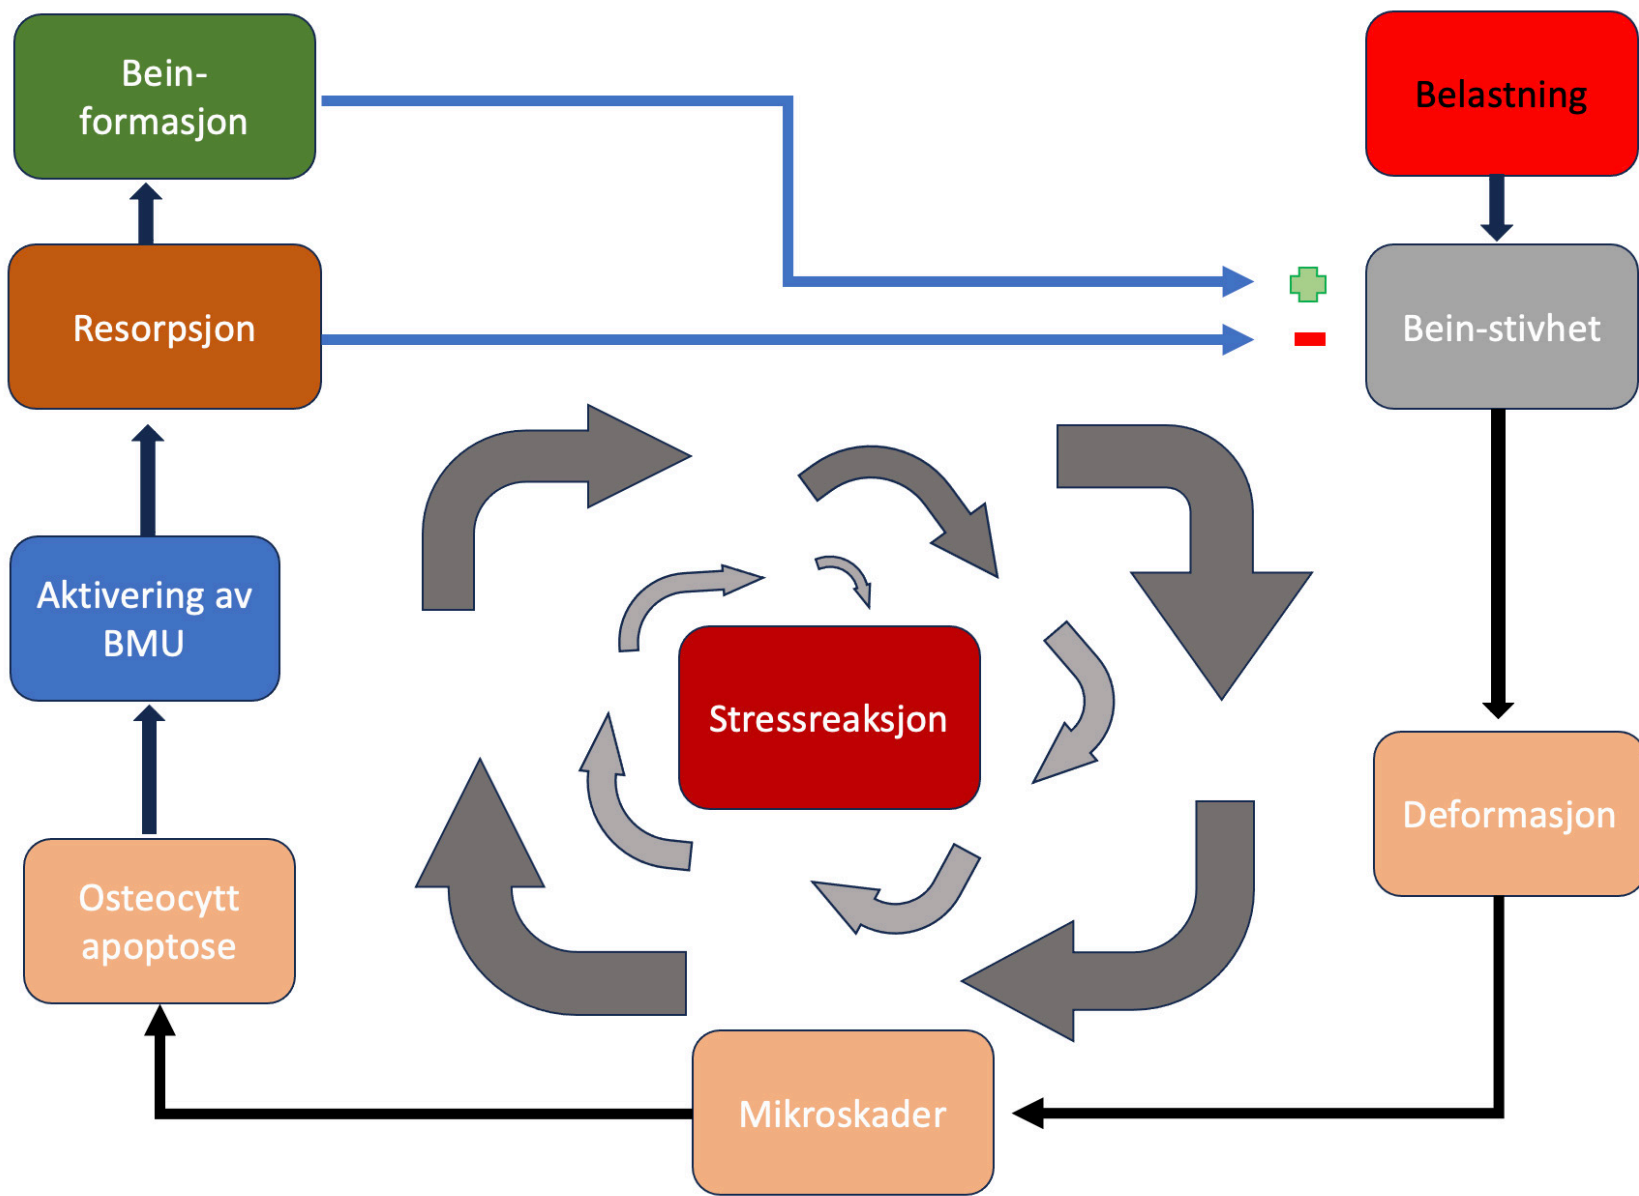 Bein-
formasjon
Belastning
Resorpsjon
Bein-stivhet
Aktivering av
BMU
Stressreaksjon
Deformasjon
Osteocytt
apoptose
Mikroskader